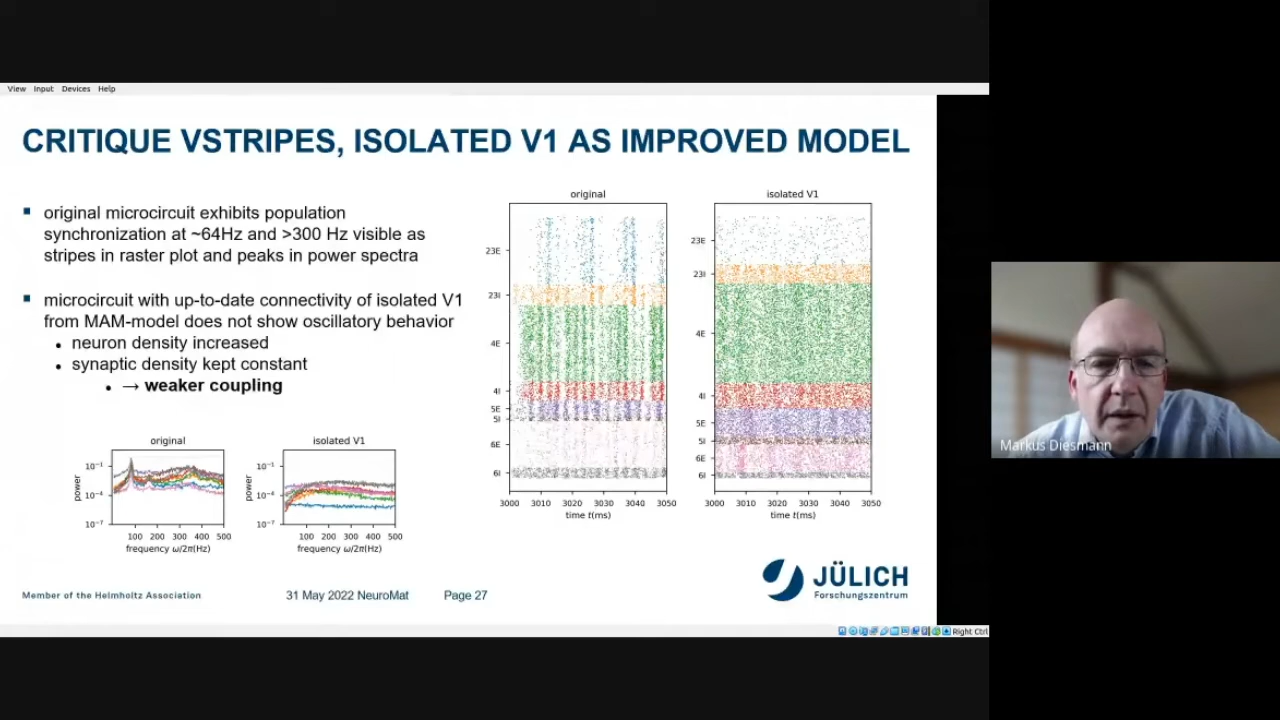 View Input Devices Help
CRITIQUE VSTRIPES, ISOLATED V1 AS IMPROVED MODEL
original microcircuit exhibits population
synchronization at ~64Hz and >300 Hz visible as
stripes in raster plot and peaks in power spectra
microcircuit with up-to-date connectivity of isolated V1
from MAM-model does not show oscillatory behavior
neuron density increased
synaptic density kept constant
→ weaker coupling
original
10⁻¹
10⁻⁴
10⁻⁷
power
100 200 300 400 500
frequency ω/2π(Hz)
isolated V1
10⁻¹
10⁻⁴
10⁻⁷
power
100 200 300 400 500
frequency ω/2π(Hz)
original
23E
23I
4E
4I
5E
5I
6E
6I
3000 3010 3020 3030 3040 3050
time t(ms)
isolated V1
23E
23I
4E
4I
5E
5I
6E
6I
3000 3010 3020 3030 3040 3050
time t(ms)
Member of the Helmholtz Association
31 May 2022 NeuroMat
Page 27
JÜLICH
Forschungszentrum
Right Ctrl
Markus Diesmann